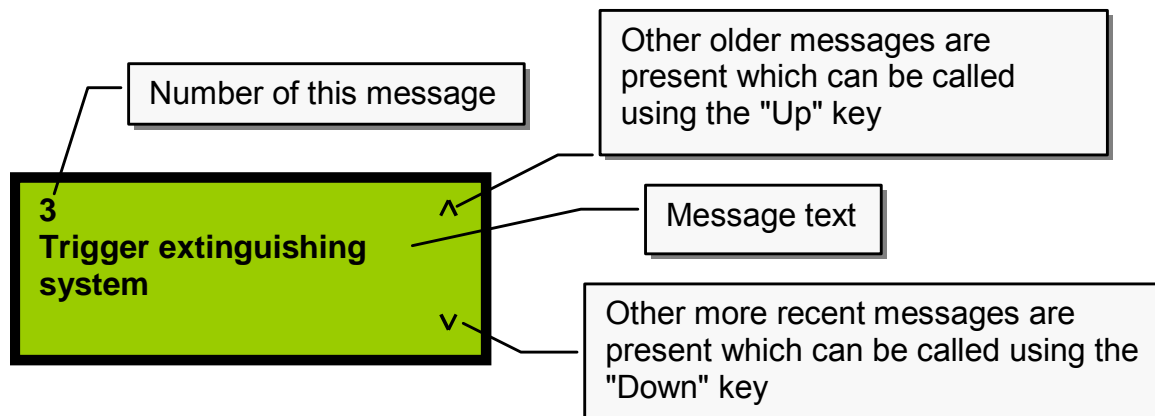 Other older messages are
present which can be called
using the "Up" key
Number of this message
3
^
Trigger extinguishing
system
v
Message text
Other more recent messages are
present which can be called using the
"Down" key